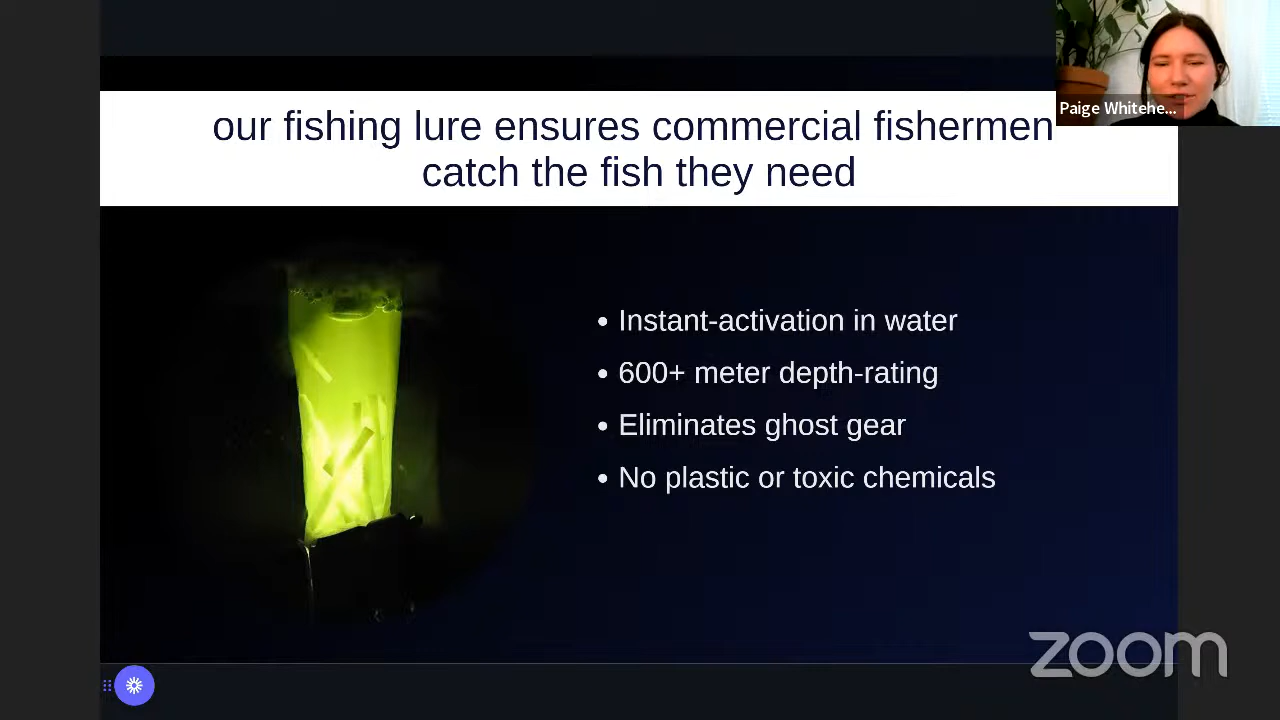 Paige Whitehe...
our fishing lure ensures commercial fishermen
catch the fish they need
• Instant-activation in water
• 600+ meter depth-rating
• Eliminates ghost gear
• No plastic or toxic chemicals
zoom